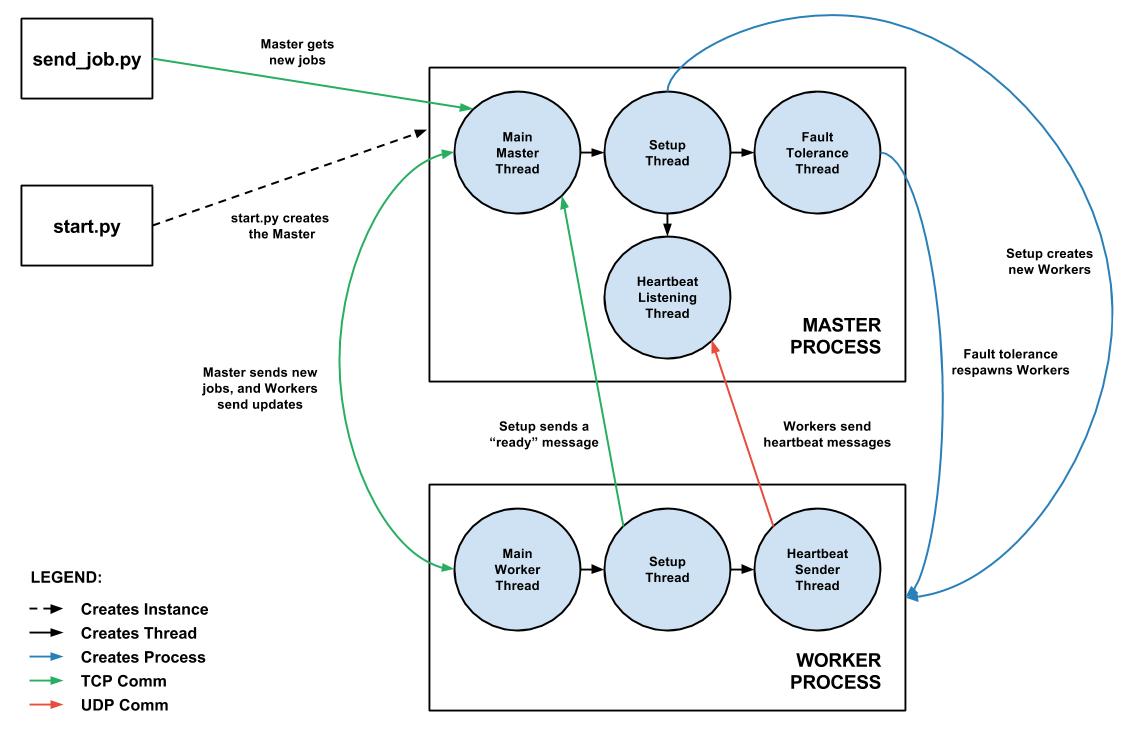 send_job.py
Master gets
new jobs
start.py
start.py creates
the Master
Main
Master
Thread
Setup
Thread
Fault
Tolerance
Thread
Heartbeat
Listening
Thread
MASTER
PROCESS
Setup creates
new Workers
Fault tolerance
respawns Workers
Master sends new
jobs, and Workers
send updates
Setup sends a
“ready” message
Workers send
heartbeat messages
Main
Worker
Thread
Setup
Thread
Heartbeat
Sender
Thread
WORKER
PROCESS
LEGEND:
Creates Instance
Creates Thread
Creates Process
TCP Comm
UDP Comm